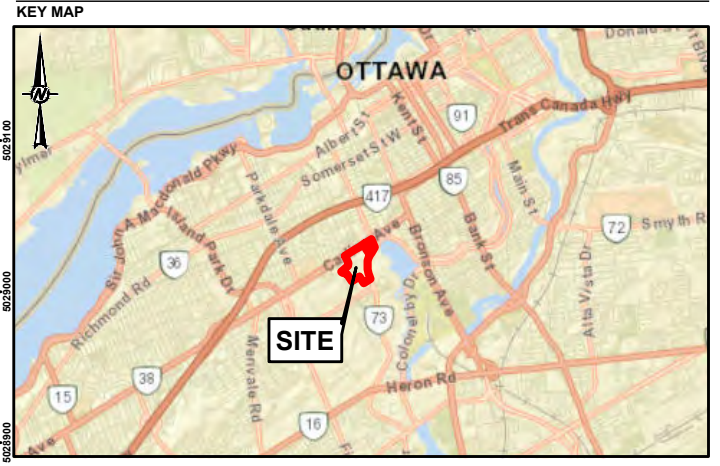 KEY MAP
N
OTTAWA
Donald St
Blvd
Trans Canada Hwy
91
Kent St
Albert St
Somerset St W
Sir John A Macdonald Pkwy
ylmer
5029100
Parkdale Ave
Island Park Dr
417
85
Main St
Bank St
72
Smyth R
36
Ave
Bronson Ave
Alta Vista Dr
Richmond Rd
5029000
SITE
73
Colonel By Dr
Merivale Rd
Heron Rd
38
15
16
Ave
Fi
5028900